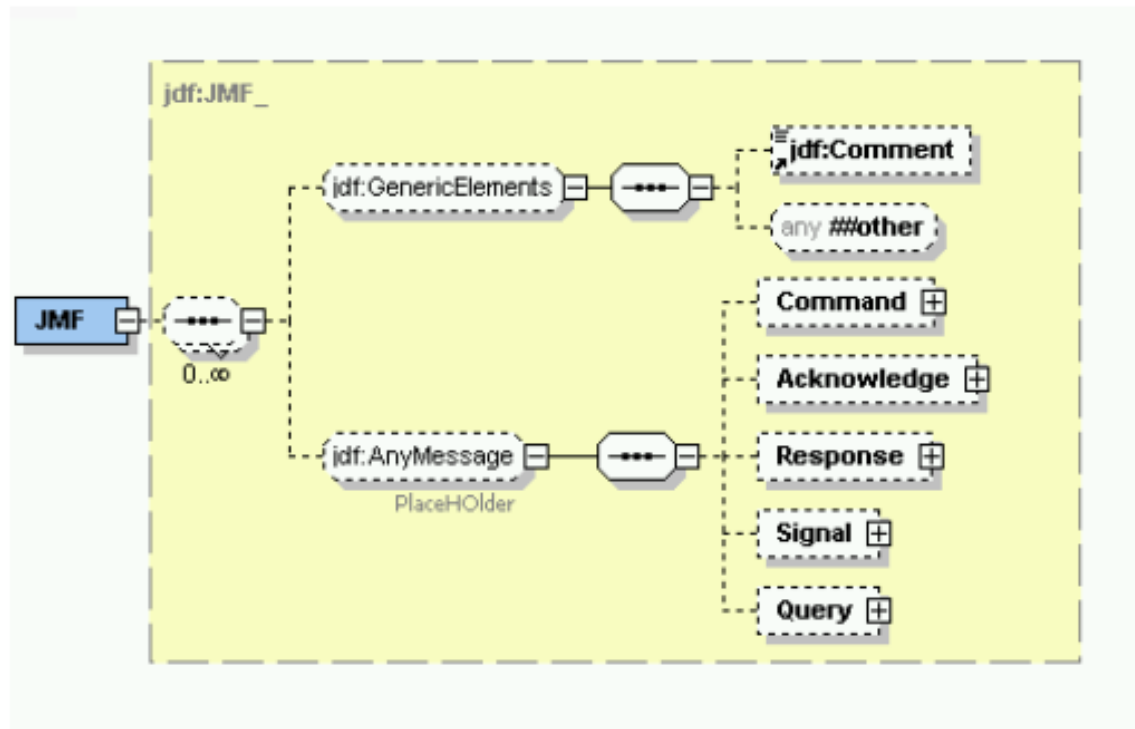 jdf:JMF_
jdf:Comment
jdf:GenericElements
any ##other
Command
JMF
0..∞
Acknowledge
jdf:AnyMessage
Response
PlaceHOlder
Signal
Query